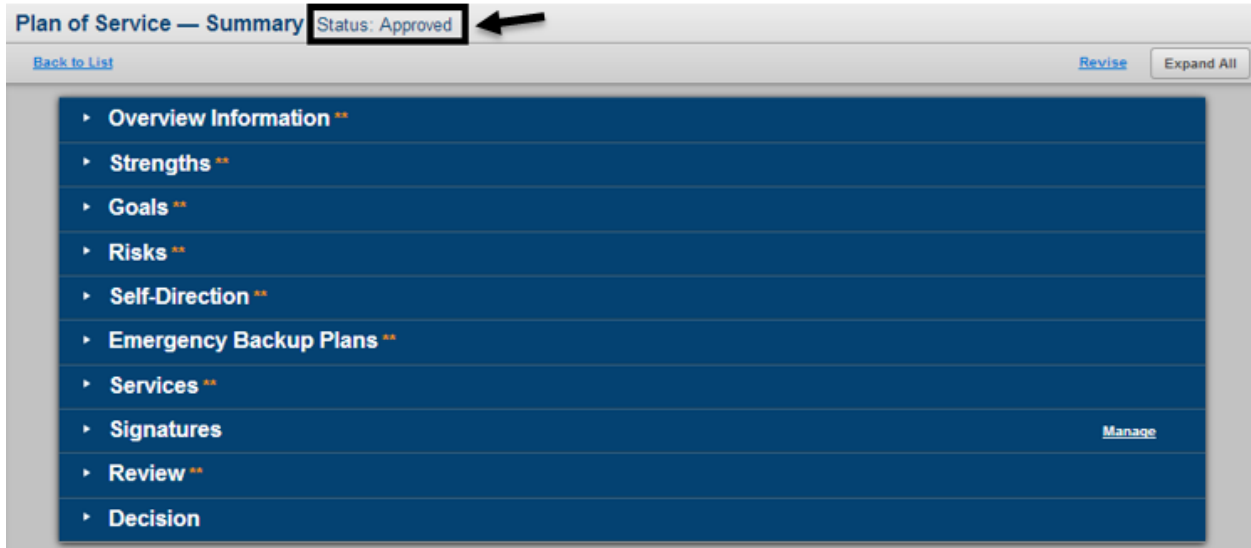 Plan of Service — Summary Status: Approved
Back to List Revise Expand All
Overview Information **
Strengths **
Goals **
Risks **
Self-Direction **
Emergency Backup Plans **
Services **
Signatures Manage
Review **
Decision